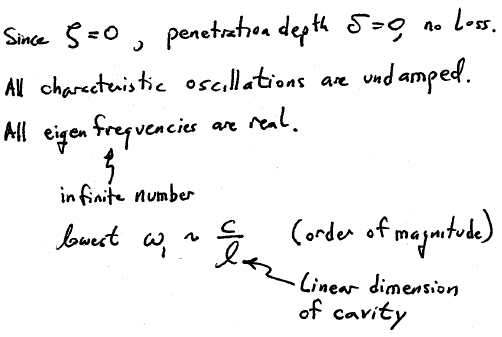 Since ζ=0, penetration depth δ=0, no loss.
All characteristic oscillations are undamped.
All eigen frequencies are real.
infinite number
lowest ω₁ ~ c/l (order of magnitude)
Linear dimension
of cavity